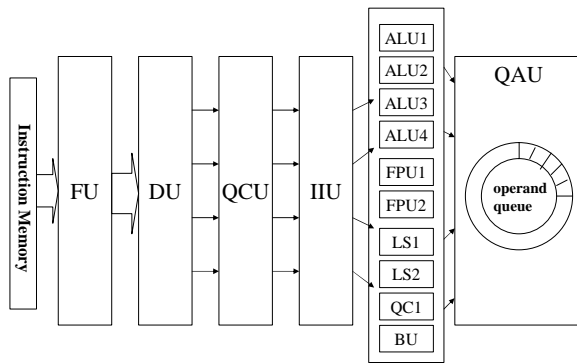 Instruction Memory
FU
DU
QCU
IIU
ALU1
ALU2
ALU3
ALU4
FPU1
FPU2
LS1
LS2
QC1
BU
QAU
operand
queue